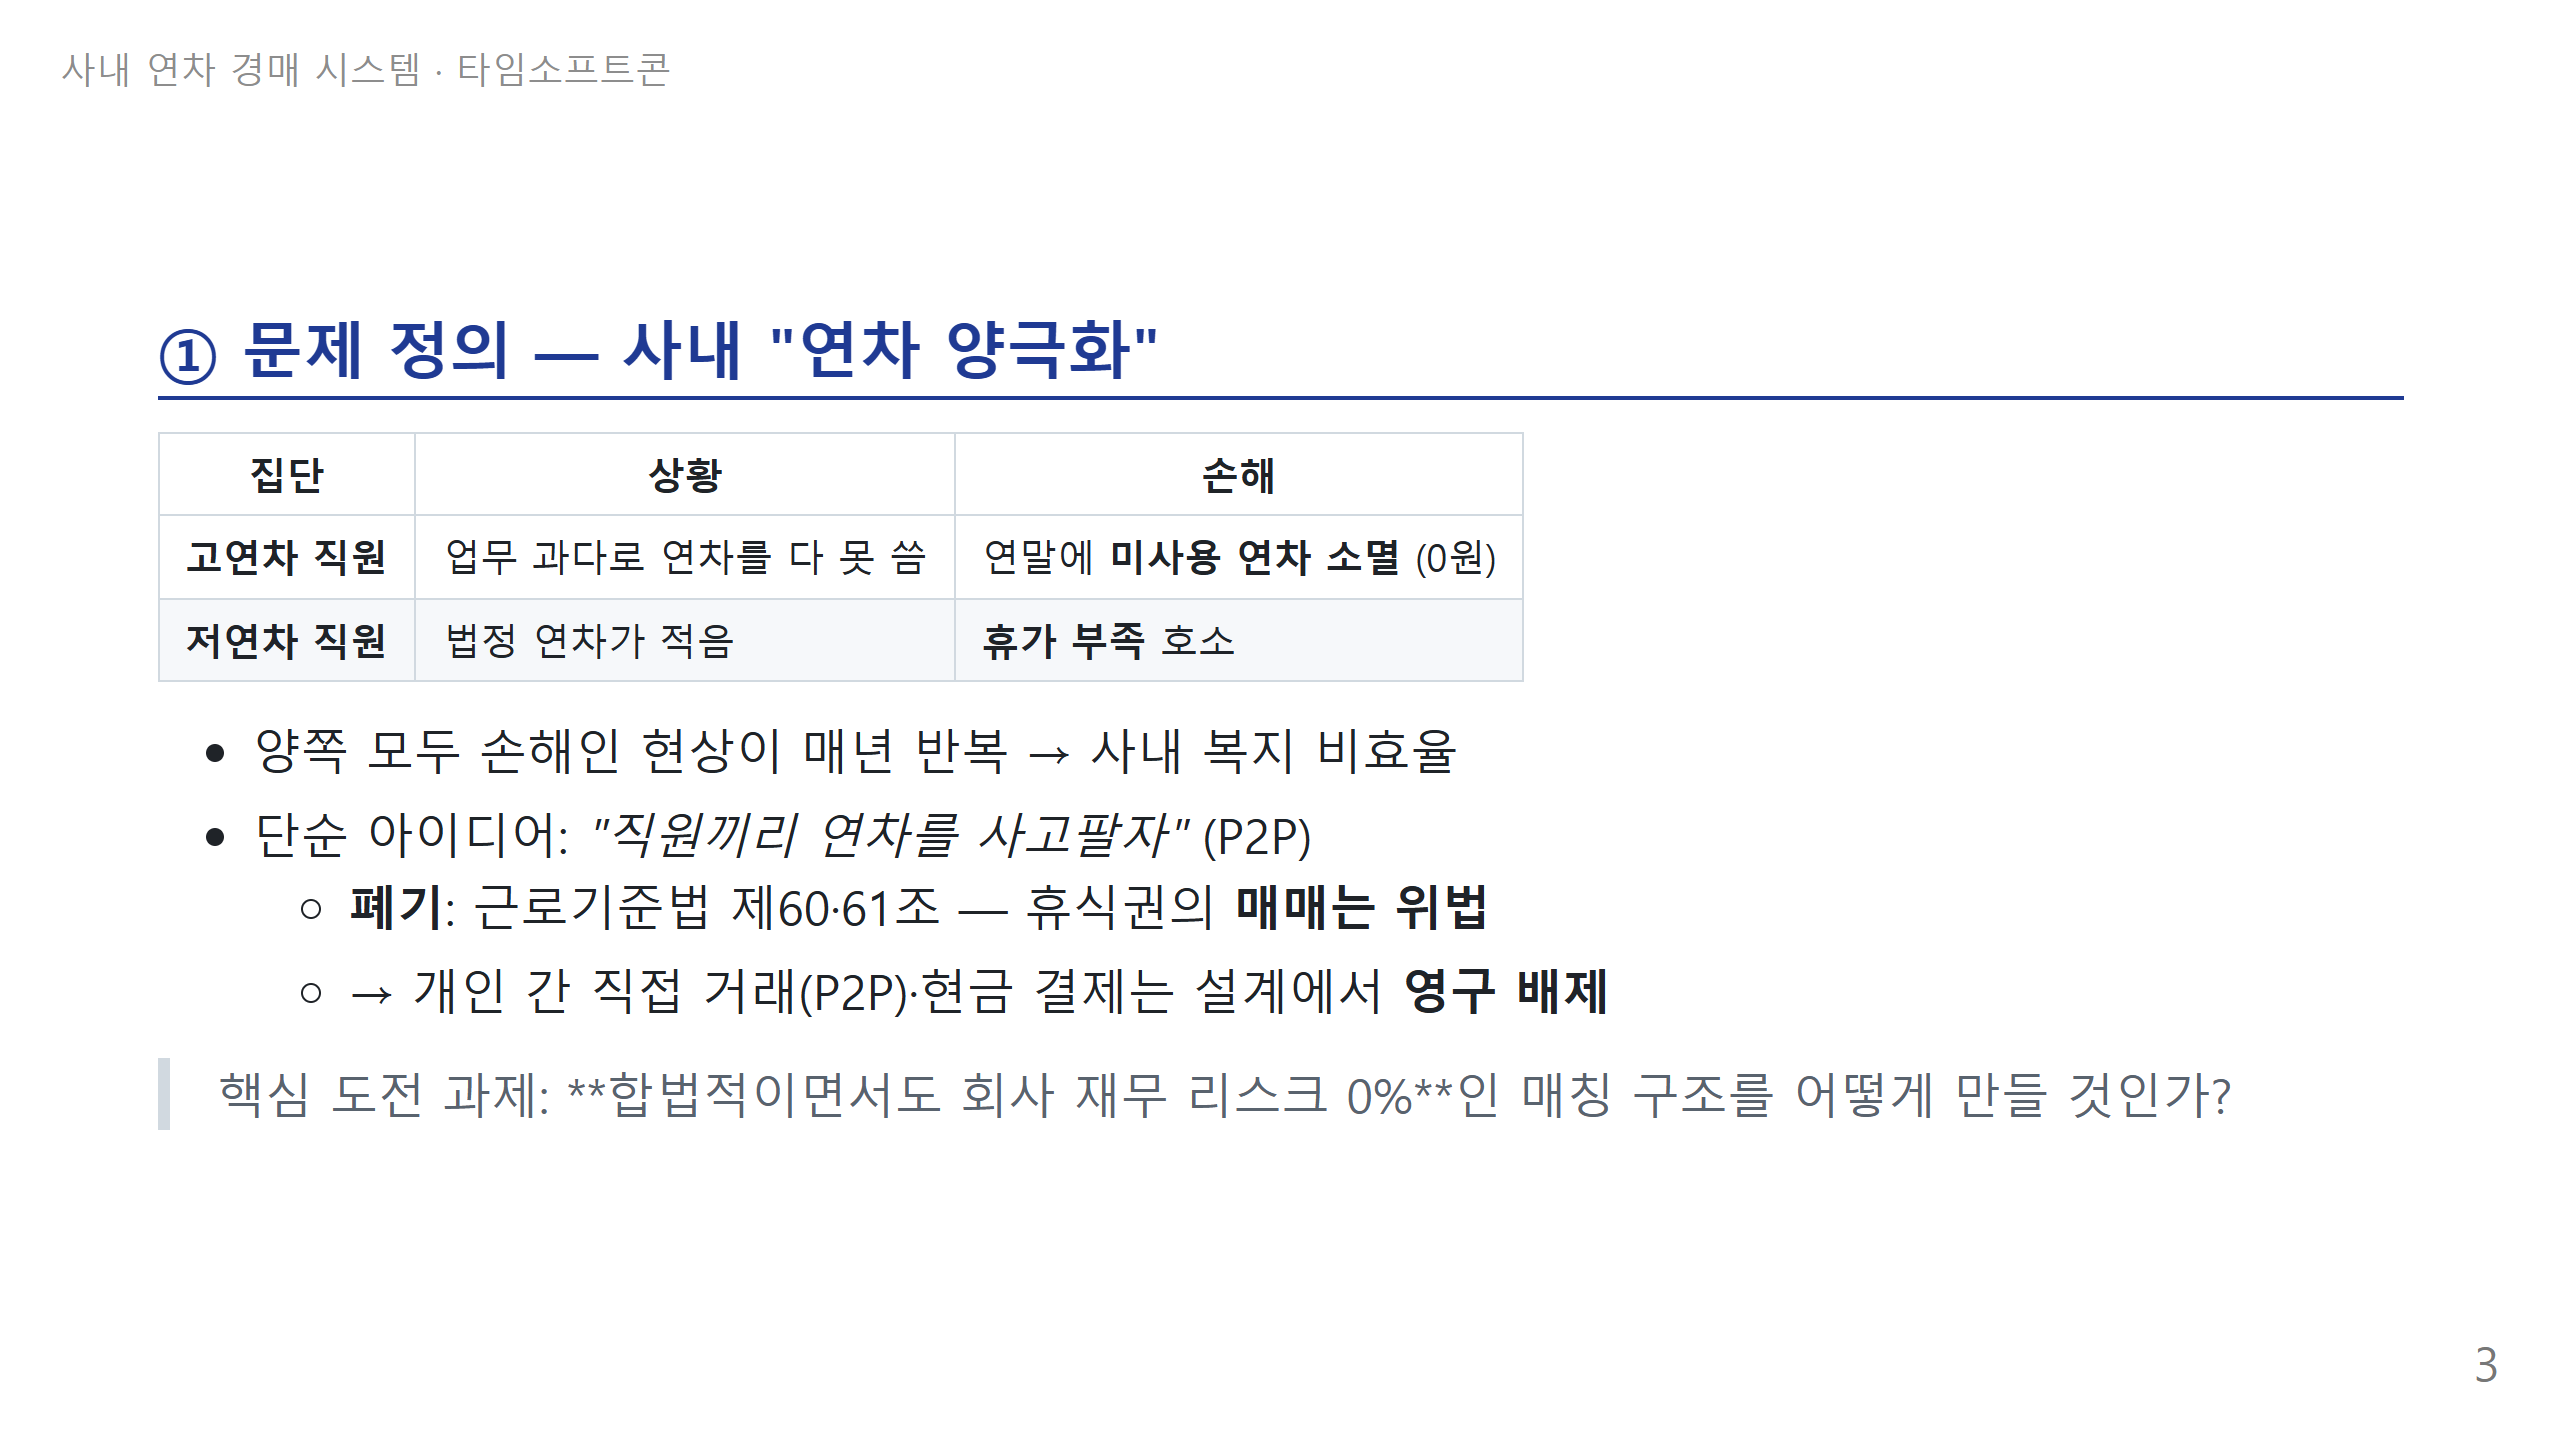 사내 연차 경매 시스템 · 타임소프트콘
① 문제 정의 — 사내 "연차 양극화"
집단 상황 손해
고연차 직원 업무 과다로 연차를 다 못 씀 연말에 미사용 연차 소멸 (0원)
저연차 직원 법정 연차가 적음 휴가 부족 호소
• 양쪽 모두 손해인 현상이 매년 반복 → 사내 복지 비효율
• 단순 아이디어: "직원끼리 연차를 사고팔자" (P2P)
○ 폐기: 근로기준법 제60·61조 — 휴식권의 매매는 위법
○ → 개인 간 직접 거래(P2P)·현금 결제는 설계에서 영구 배제
핵심 도전 과제: **합법적이면서도 회사 재무 리스크 0%**인 매칭 구조를 어떻게 만들 것인가?
3